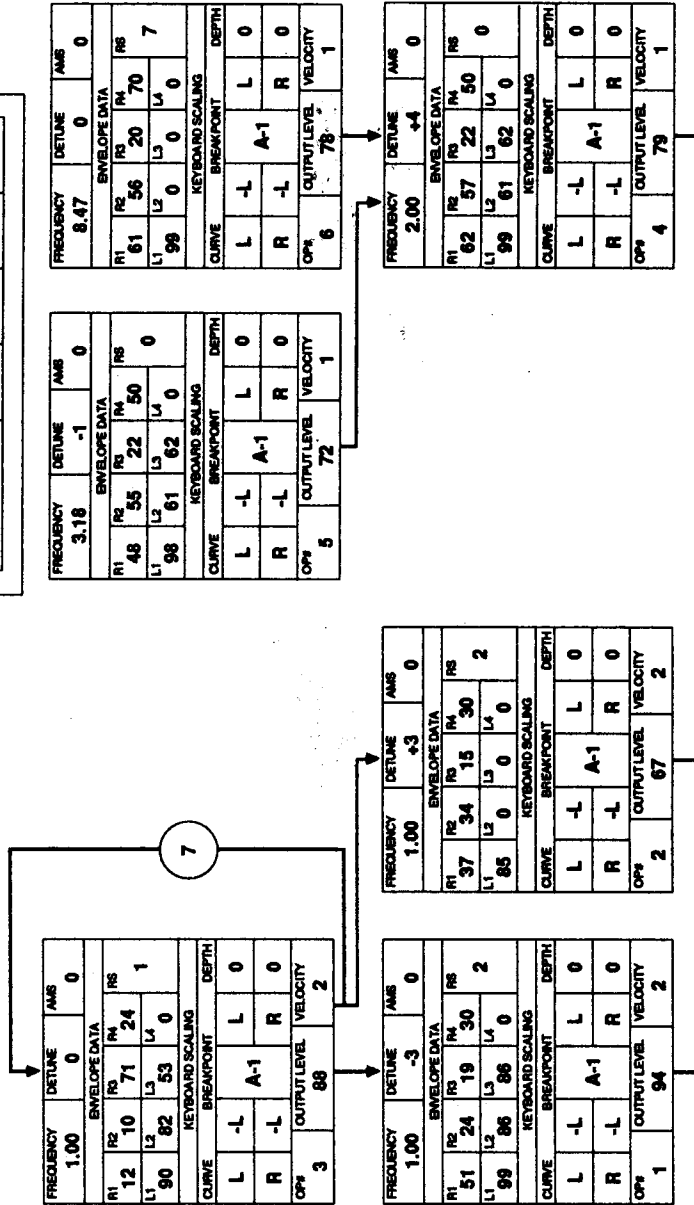 FREQUENCY DETUNE AMS
1.00 0 0
ENVELOPE DATA
R1 R2 R3 R4 RS
12 10 71 24 1
L1 L2 L3 L4
90 82 53 0
KEYBOARD SCALING
CURVE BREAKPOINT DEPTH
L -L A-1 L 0
R -L R 0
OP# OUTPUT LEVEL VELOCITY
3 88 2
7
FREQUENCY DETUNE AMS
3.18 -1 0
ENVELOPE DATA
R1 R2 R3 R4 RS
48 55 22 50 0
L1 L2 L3 L4
98 61 62 0
KEYBOARD SCALING
CURVE BREAKPOINT DEPTH
L -L A-1 L 0
R -L R 0
OP# OUTPUT LEVEL VELOCITY
5 72 1
FREQUENCY DETUNE AMS
8.47 0 0
ENVELOPE DATA
R1 R2 R3 R4 RS
61 56 20 70 7
L1 L2 L3 L4
99 0 0 0
KEYBOARD SCALING
CURVE BREAKPOINT DEPTH
L -L A-1 L 0
R -L R 0
OP# OUTPUT LEVEL VELOCITY
6 78 1
FREQUENCY DETUNE AMS
1.00 -3 0
ENVELOPE DATA
R1 R2 R3 R4 RS
51 24 19 30 2
L1 L2 L3 L4
99 86 86 0
KEYBOARD SCALING
CURVE BREAKPOINT DEPTH
L -L A-1 L 0
R -L R 0
OP# OUTPUT LEVEL VELOCITY
1 94 2
FREQUENCY DETUNE AMS
1.00 +3 0
ENVELOPE DATA
R1 R2 R3 R4 RS
37 34 15 30 2
L1 L2 L3 L4
85 0 0 0
KEYBOARD SCALING
CURVE BREAKPOINT DEPTH
L -L A-1 L 0
R -L R 0
OP# OUTPUT LEVEL VELOCITY
2 67 2
FREQUENCY DETUNE AMS
2.00 +4 0
ENVELOPE DATA
R1 R2 R3 R4 RS
62 57 22 50 0
L1 L2 L3 L4
99 61 62 0
KEYBOARD SCALING
CURVE BREAKPOINT DEPTH
L -L A-1 L 0
R -L R 0
OP# OUTPUT LEVEL VELOCITY
4 79 1